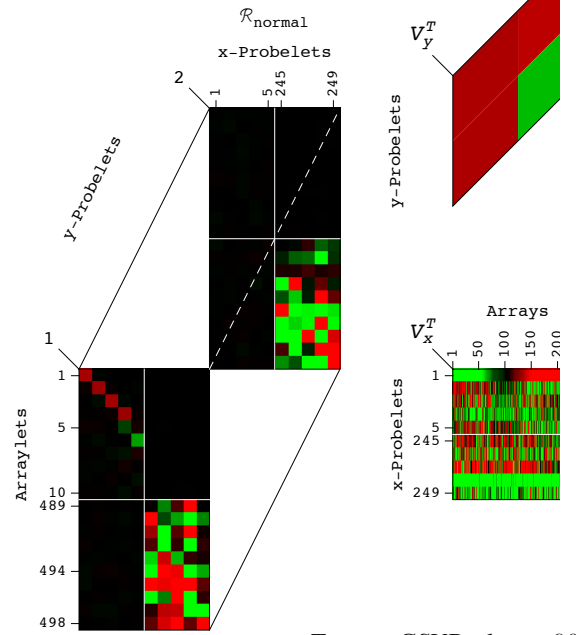 ℛnormal
x-Probelets
1 5 245 249
2
y-Probelets
1
Arraylets
1
5
10
489
494
498
V_y^T
y-Probelets
Arrays
V_x^T
1 50 100 150 200
x-Probelets
1
5
245
249